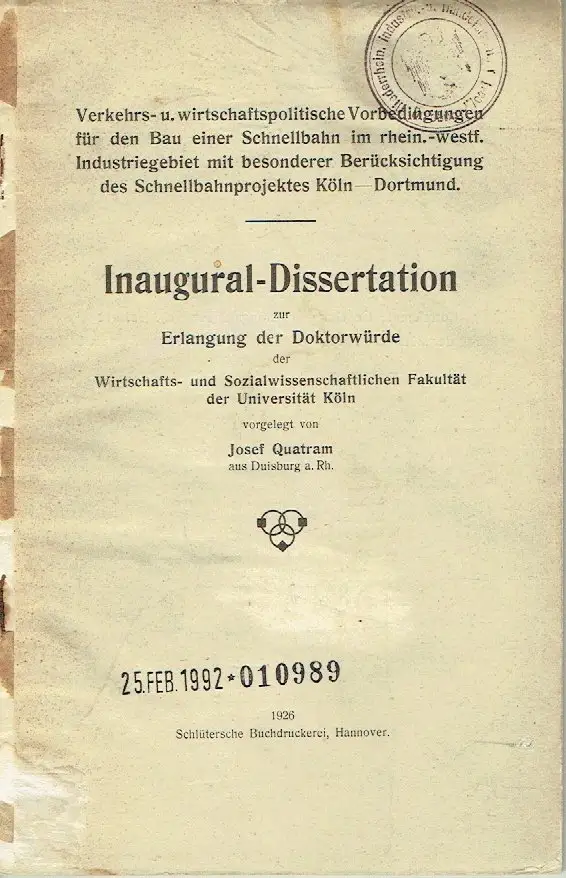 Verkehrs- u. wirtschaftspolitische Vorbedingungen
für den Bau einer Schnellbahn im rhein.-westf.
Industriegebiet mit besonderer Berücksichtigung
des Schnellbahnprojektes Köln—Dortmund.
Inaugural-Dissertation
zur
Erlangung der Doktorwürde
der
Wirtschafts- und Sozialwissenschaftlichen Fakultät
der Universität Köln
vorgelegt von
Josef Quatram
aus Duisburg a. Rh.
25.FEB.1992*010989
1926
Schlütersche Buchdruckerei, Hannover.